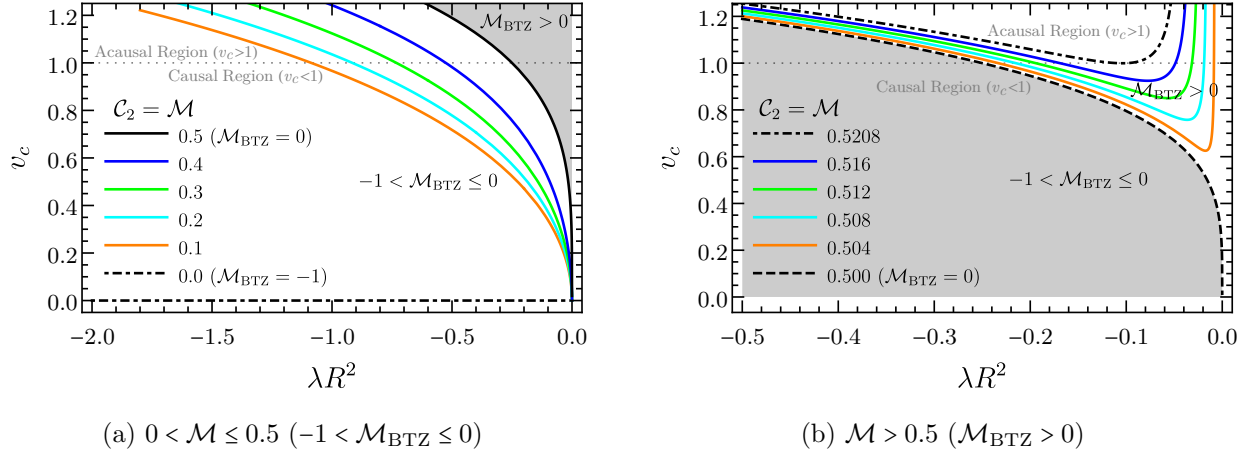 1.2
1.0
0.8
0.6
0.4
0.2
0.0
v_c
M_BTZ > 0
Acausal Region (v_c>1)
Causal Region (v_c<1)
C_2 = M
0.5 (M_BTZ = 0)
0.4
0.3
0.2
0.1
0.0 (M_BTZ = −1)
−1 < M_BTZ ≤ 0
−2.0 −1.5 −1.0 −0.5 0.0
λR²
(a) 0 < M ≤ 0.5 (−1 < M_BTZ ≤ 0)
1.2
1.0
0.8
0.6
0.4
0.2
0.0
v_c
Acausal Region (v_c>1)
Causal Region (v_c<1)
M_BTZ > 0
C_2 = M
0.5208
0.516
0.512
0.508
0.504
0.500 (M_BTZ = 0)
−1 < M_BTZ ≤ 0
−0.5 −0.4 −0.3 −0.2 −0.1 0.0
λR²
(b) M > 0.5 (M_BTZ > 0)